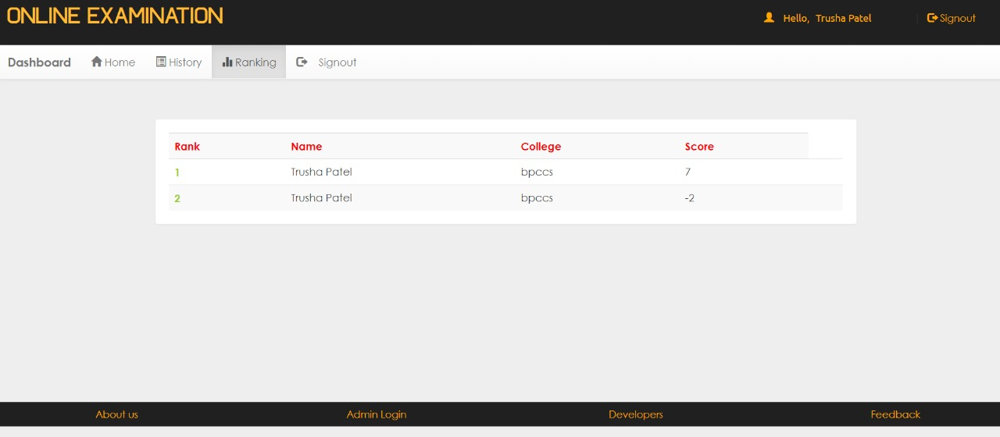 ONLINE EXAMINATION
Hello, Trusha Patel | Signout
Dashboard Home History Ranking Signout
Rank Name College Score
1 Trusha Patel bpccs 7
2 Trusha Patel bpccs -2
About us Admin Login Developers Feedback